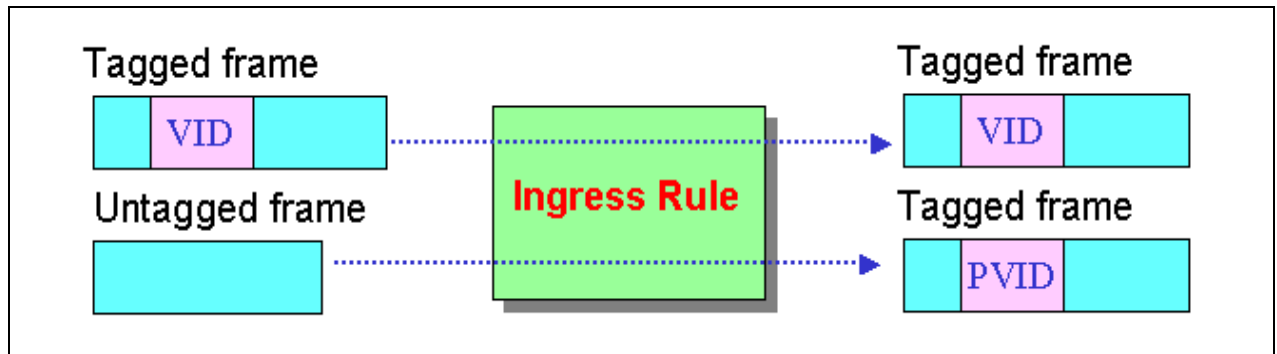 Tagged frame
VID
Untagged frame
Ingress Rule
Tagged frame
VID
Tagged frame
PVID